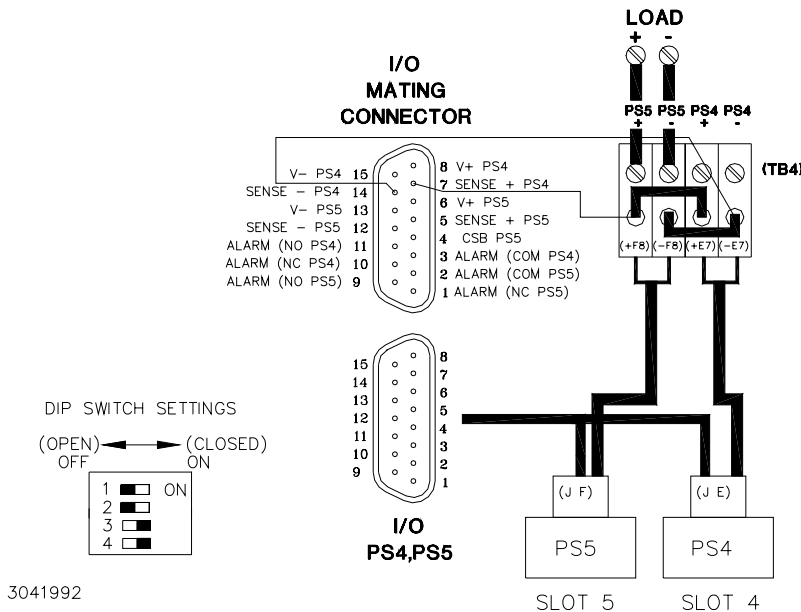 LOAD
+ -
I/O
MATING
CONNECTOR
PS5 PS5 PS4 PS4
+ - + -
(TB4)
V- PS4 15
SENSE - PS4 14
V- PS5 13
SENSE - PS5 12
ALARM (NO PS4) 11
ALARM (NC PS4) 10
ALARM (NO PS5) 9
8 V+ PS4
7 SENSE + PS4
6 V+ PS5
5 SENSE + PS5
4 CSB PS5
3 ALARM (COM PS4)
2 ALARM (COM PS5)
1 ALARM (NC PS5)
(+F8) (-F8) (+E7) (-E7)
15
14
13
12
11
10
9
8
7
6
5
4
3
2
1
I/O
PS4,PS5
DIP SWITCH SETTINGS
(OPEN) (CLOSED)
OFF ON
1 ON
2
3
4
(J F) (J E)
PS5 PS4
SLOT 5 SLOT 4
3041992